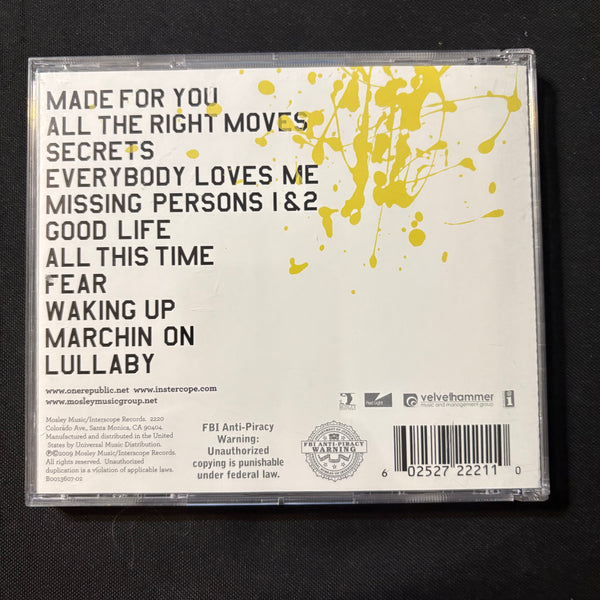 MADE FOR YOU
ALL THE RIGHT MOVES
SECRETS
EVERYBODY LOVES ME
MISSING PERSONS 1 & 2
GOOD LIFE
ALL THIS TIME
FEAR
WAKING UP
MARCHIN ON
LULLABY
www.onerepublic.net www.instercope.com
www.mosleymusicgroup.net
velvethammer
music and management group
Mosley Music/Interscope Records, 2220
Colorado Ave., Santa Monica, CA 90404.
Manufactured and distributed in the United
States by Universal Music Distribution.
℗©2009 Mosley Music/Interscope Records.
All rights reserved. Unauthorized
duplication is a violation of applicable laws.
B0013607-02
FBI Anti-Piracy
Warning:
Unauthorized
copying is punishable
under federal law.
FBI ANTI-PIRACY
WARNING
6 02527 22211 0